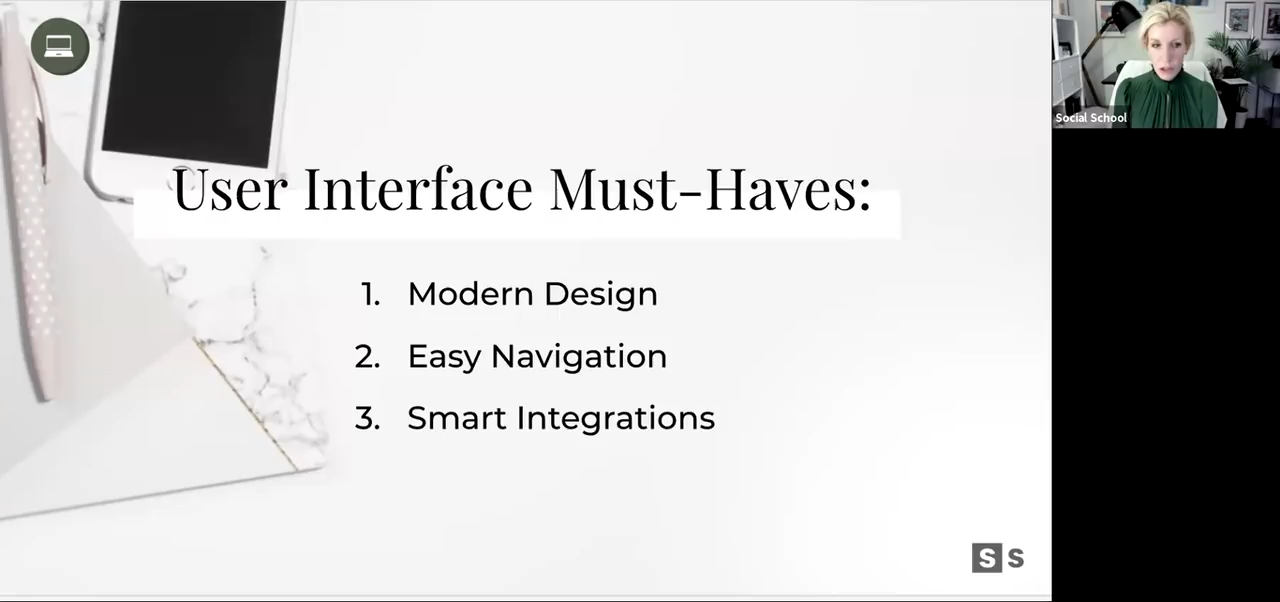 User Interface Must-Haves:
1. Modern Design
2. Easy Navigation
3. Smart Integrations
Social School
S S